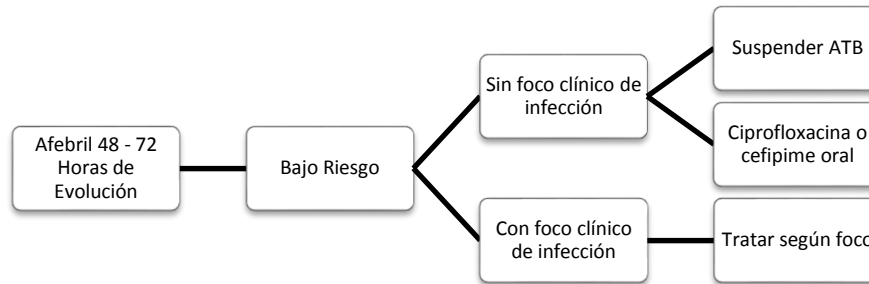 Afebril 48 - 72
Horas de
Evolución
Bajo Riesgo
Sin foco clínico de
infección
Suspender ATB
Ciprofloxacina o
cefipime oral
Con foco clínico
de infección
Tratar según foco